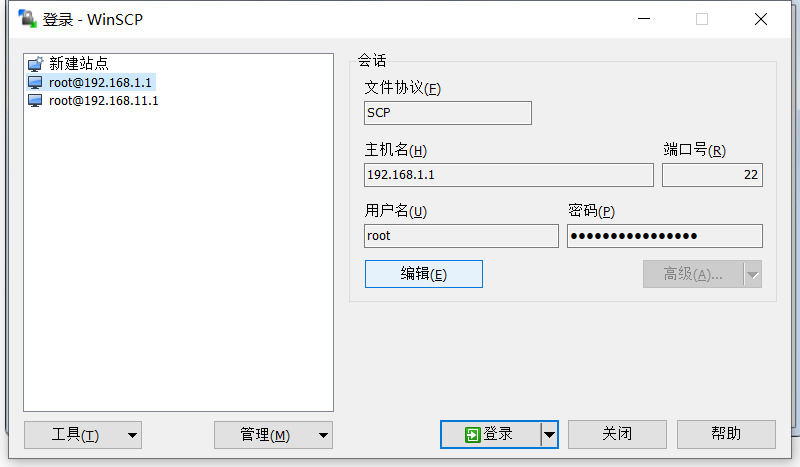 登录 - WinSCP
新建站点
root@192.168.1.1
root@192.168.11.1
会话
文件协议(F)
SCP
主机名(H)
端口号(R)
192.168.1.1
22
用户名(U)
密码(P)
root
●●●●●●●●●●●●●●●●
编辑(E)
高级(A)...
工具(T)
管理(M)
登录
关闭
帮助